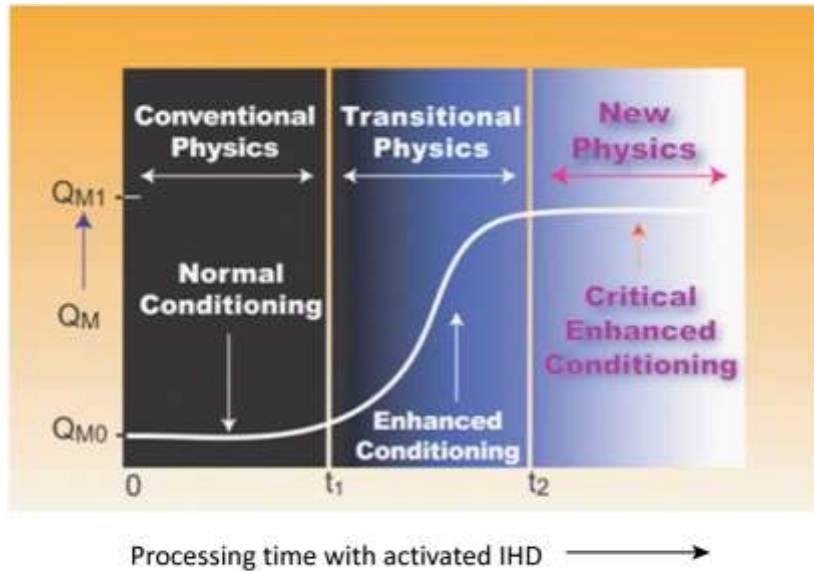 Conventional
Physics
Transitional
Physics
New
Physics
QM1
Normal
Conditioning
QM
Critical
Enhanced
Conditioning
Enhanced
Conditioning
QM0
0
t1
t2
Processing time with activated IHD